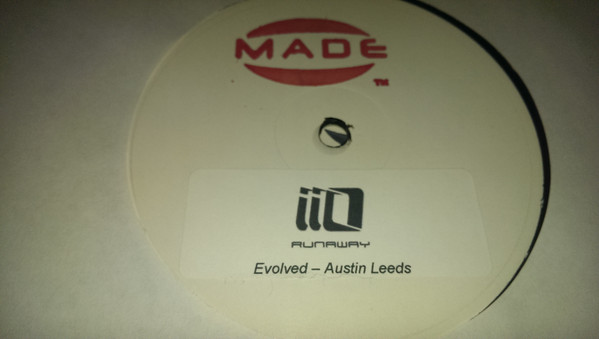 MADE
TM
iio
RUNAWAY
Evolved – Austin Leeds